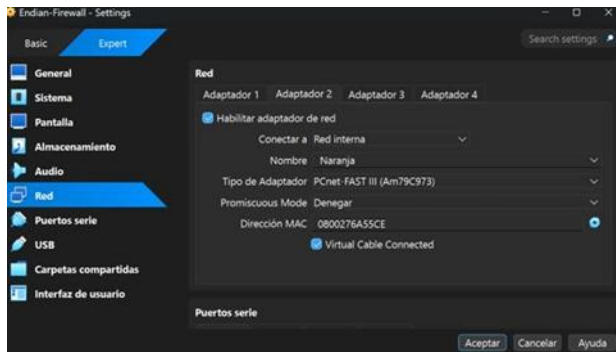 Endian-Firewall - Settings
Basic Expert Search settings
General
Sistema
Pantalla
Almacenamiento
Audio
Red
Puertos serie
USB
Carpetas compartidas
Interfaz de usuario
Red
Adaptador 1 Adaptador 2 Adaptador 3 Adaptador 4
Habilitar adaptador de red
Conectar a Red interna
Nombre Naranja
Tipo de Adaptador PCnet-FAST III (Am79C973)
Promiscuous Mode Denegar
Dirección MAC 0800276A55CE
Virtual Cable Connected
Puertos serie
Aceptar Cancelar Ayuda